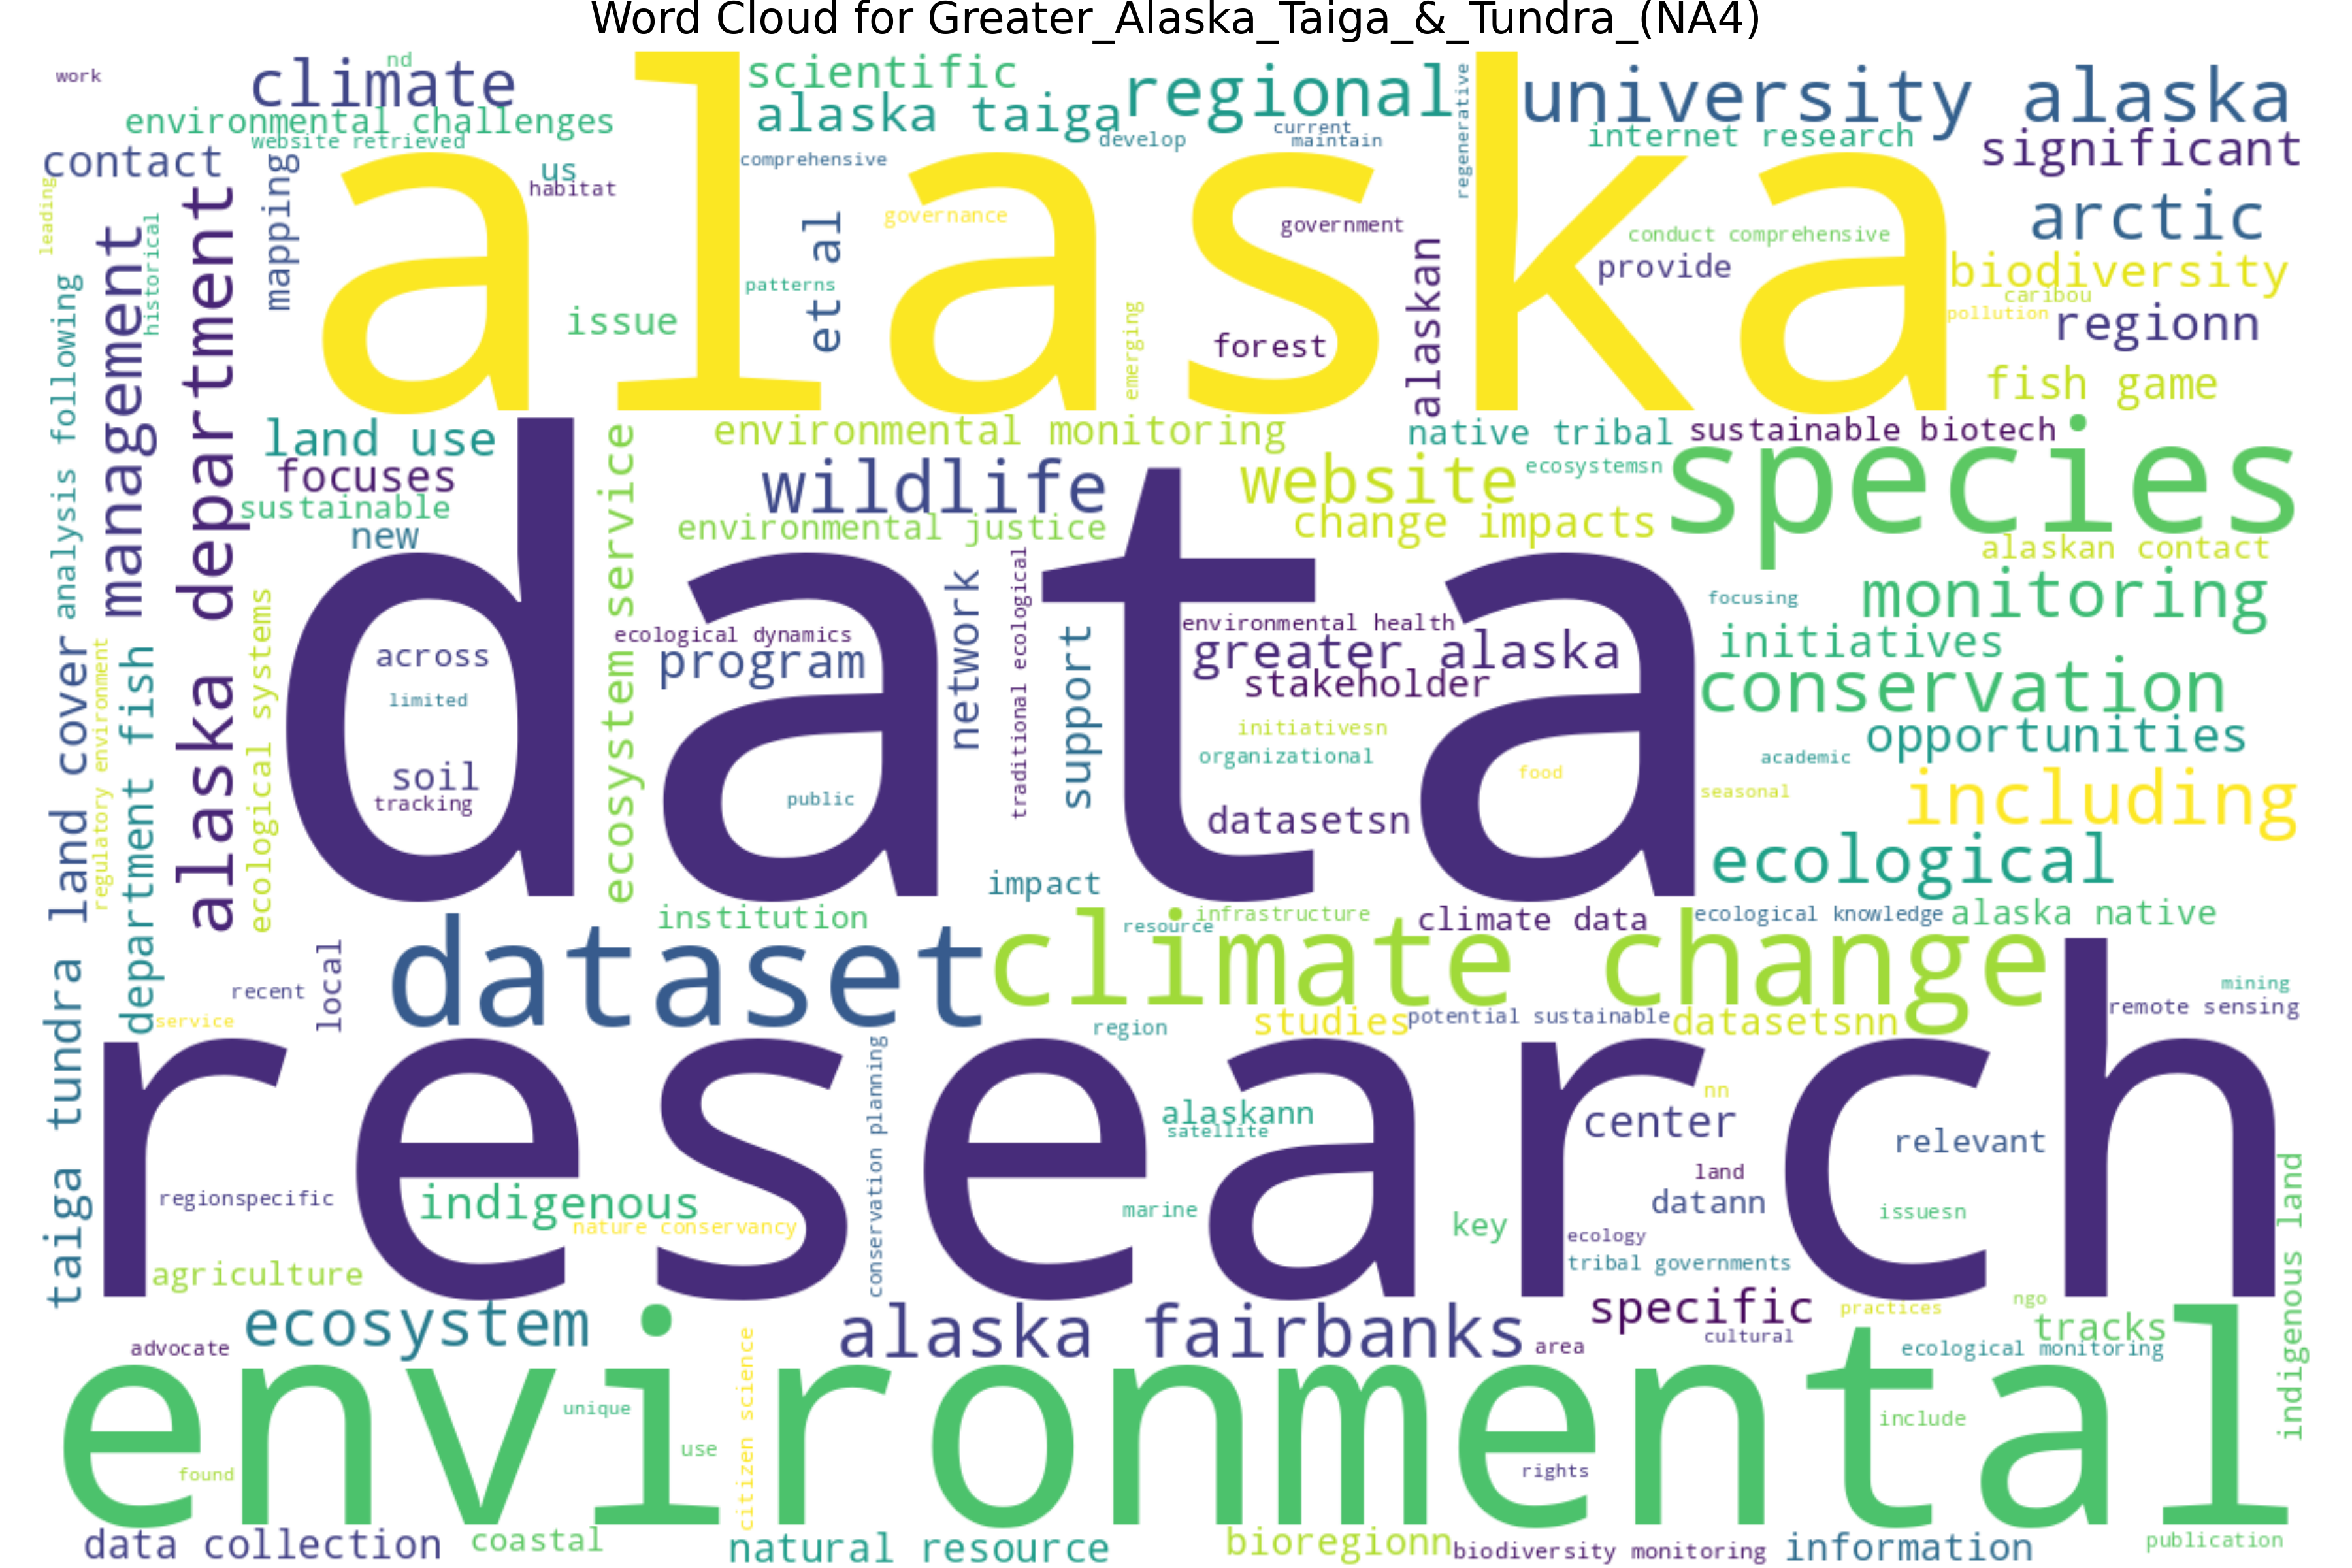 Word Cloud for Greater_Alaska_Taiga_&_Tundra_(NA4)
work
nd
climate
environmental challenges
website retrieved
contact
us
habitat
mapping
leading
historical
management
alaska department
analysis following
alaska
scientific
alaska taiga
regional
develop
current
maintain
regenerative
comprehensive
university alaska
internet research
significant
arctic
biodiversity
caribou
pollution
regionn
fish game
governance
government
conduct comprehensive
provide
et al
patterns
issue
emerging
forest
alaskan
land use
focuses
sustainable
new
environmental monitoring
native tribal
sustainable biotech
wildlife
website
ecosystemsn
species
environmental justice
change impacts
alaskan contact
ecosystem service
data
monitoring
focusing
initiatives
conservation
opportunities
academic
including
seasonal
ecological
across
limited
soil
tracking
ecological dynamics
program
public
network
traditional ecological
support
environmental health
greater alaska
stakeholder
initiativesn
organizational
food
datasetsn
impact
land cover
regulatory environment
department fish
ecological systems
institution
resource
infrastructure
climate data
ecological knowledge
alaska native
dataset
climate change
local
recent
service
region
studies
potential sustainable
datasetsnn
mining
remote sensing
taiga tundra
research
conservation planning
alaskann
satellite
nn
center
relevant
land
datann
issuesn
ecology
tribal governments
key
marine
regionspecific
indigenous
nature conservancy
agriculture
indigenous land
ecosystem
advocate
alaska fairbanks
area
specific
practices
cultural
ngo
tracks
ecological monitoring
environmental
unique
use
found
citizen science
include
rights
data collection
coastal
natural resource
bioregionn
biodiversity monitoring
information
publication